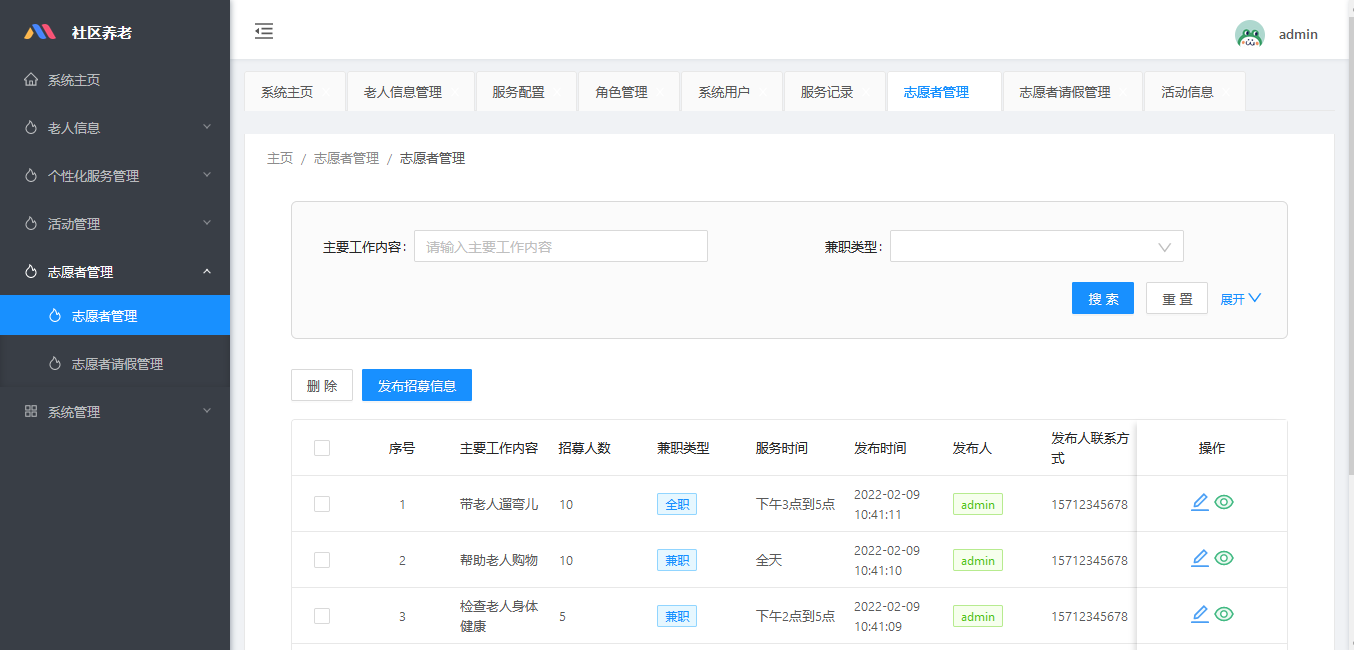 社区养老
admin
系统主页
老人信息
个性化服务管理
活动管理
志愿者管理
志愿者管理
志愿者请假管理
系统管理
系统主页 老人信息管理 服务配置 角色管理 系统用户 服务记录 志愿者管理 志愿者请假管理 活动信息
主页 / 志愿者管理 / 志愿者管理
主要工作内容: 请输入主要工作内容 兼职类型:
搜 索 重 置 展开
删 除 发布招募信息
序号 主要工作内容 招募人数 兼职类型 服务时间 发布时间 发布人 发布人联系方式 操作
1 带老人遛弯儿 10 全职 下午3点到5点 2022-02-09 10:41:11 admin 15712345678
2 帮助老人购物 10 兼职 全天 2022-02-09 10:41:10 admin 15712345678
3 检查老人身体健康 5 兼职 下午2点到5点 2022-02-09 10:41:09 admin 15712345678